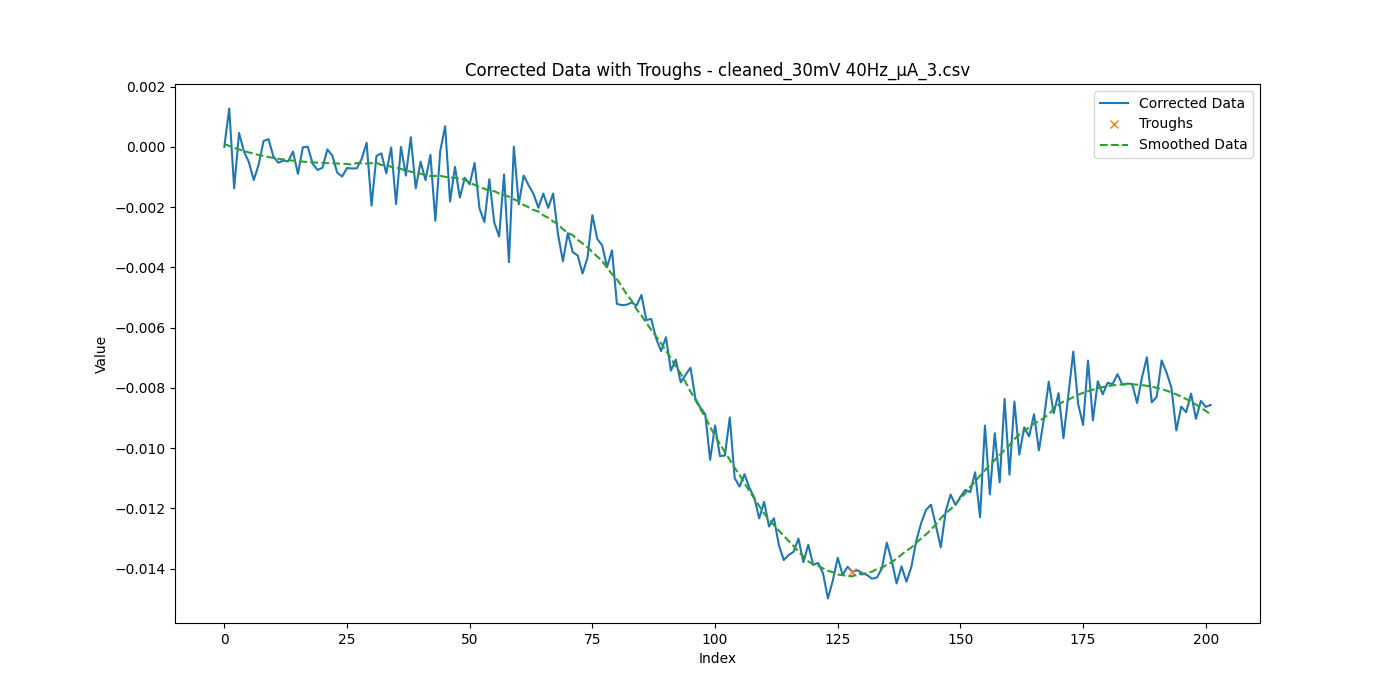 Corrected Data with Troughs - cleaned_30mV 40Hz_μA_3.csv
Corrected Data
Troughs
Smoothed Data
Value
0.002
0.000
−0.002
−0.004
−0.006
−0.008
−0.010
−0.012
−0.014
0 25 50 75 100 125 150 175 200
Index